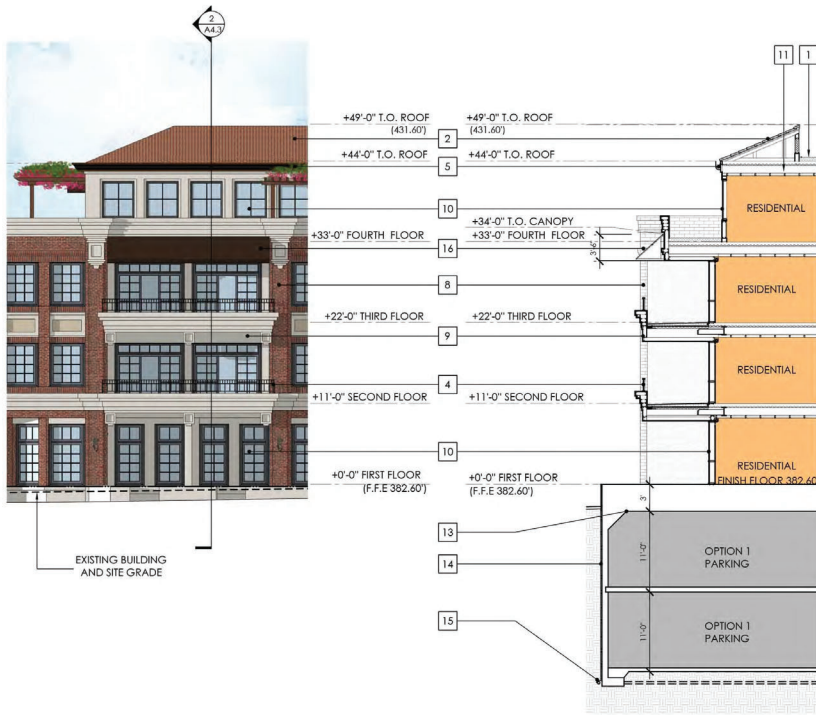 2
A4.3
11
1
+49'-0" T.O. ROOF
(431.60')
+49'-0" T.O. ROOF
(431.60')
2
+44'-0" T.O. ROOF
5
+44'-0" T.O. ROOF
10
RESIDENTIAL
+34'-0" T.O. CANOPY
+33'-0" FOURTH FLOOR
+33'-0" FOURTH FLOOR
16
3'-6"
8
RESIDENTIAL
+22'-0" THIRD FLOOR
+22'-0" THIRD FLOOR
9
RESIDENTIAL
4
+11'-0" SECOND FLOOR
+11'-0" SECOND FLOOR
10
RESIDENTIAL
+0'-0" FIRST FLOOR
(F.F.E 382.60')
+0'-0" FIRST FLOOR
(F.F.E 382.60')
FINISH FLOOR 382.60
3'
13
11'-0"
OPTION 1
PARKING
EXISTING BUILDING
AND SITE GRADE
14
15
11'-0"
OPTION 1
PARKING